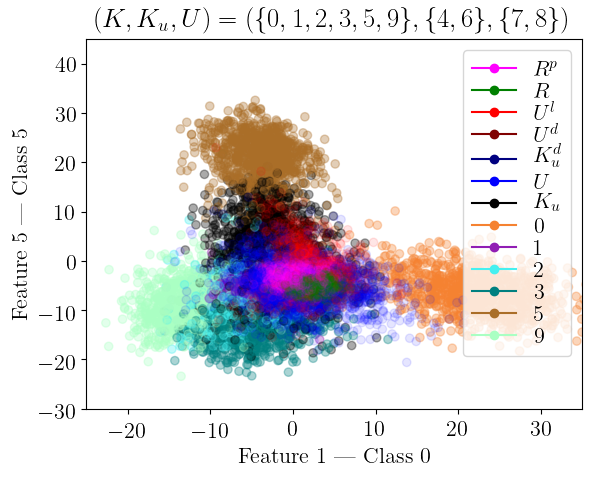 (K, K_u, U) = ({0, 1, 2, 3, 5, 9}, {4, 6}, {7, 8})
40
30
20
10
0
−10
−20
−30
Feature 5 — Class 5
R^p
R
U^l
U^d
K_u^d
U
K_u
0
1
2
3
5
9
−20
−10
0
10
20
30
Feature 1 — Class 0